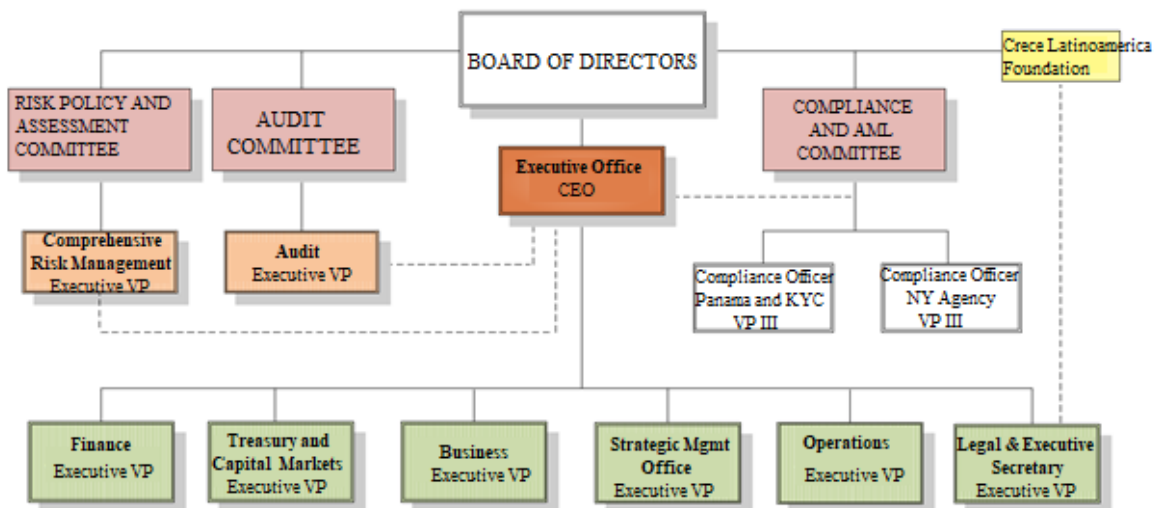 BOARD OF DIRECTORS
Crece Latinoamerica
Foundation
RISK POLICY AND
ASSESSMENT
COMMITTEE
AUDIT
COMMITTEE
COMPLIANCE
AND AML
COMMITTEE
Executive Office
CEO
Comprehensive
Risk Management
Executive VP
Audit
Executive VP
Compliance Officer
Panama and KYC
VP III
Compliance Officer
NY Agency
VP III
Finance
Executive VP
Treasury and
Capital Markets
Executive VP
Business
Executive VP
Strategic Mgmt
Office
Executive VP
Operations
Executive VP
Legal & Executive
Secretary
Executive VP